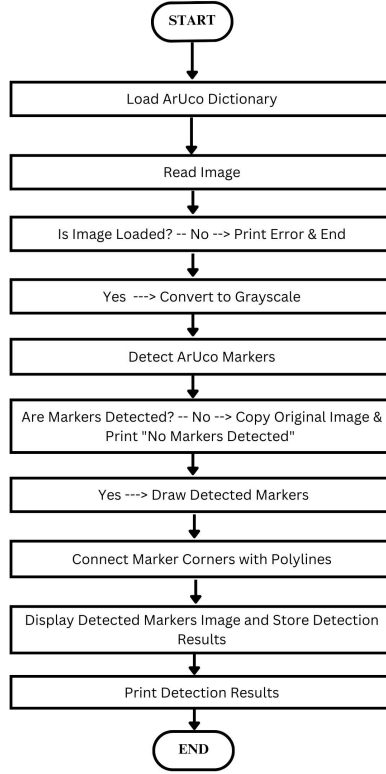 START
Load ArUco Dictionary
Read Image
Is Image Loaded? -- No --> Print Error & End
Yes ---> Convert to Grayscale
Detect ArUco Markers
Are Markers Detected? -- No --> Copy Original Image &
Print "No Markers Detected"
Yes ---> Draw Detected Markers
Connect Marker Corners with Polylines
Display Detected Markers Image and Store Detection
Results
Print Detection Results
END